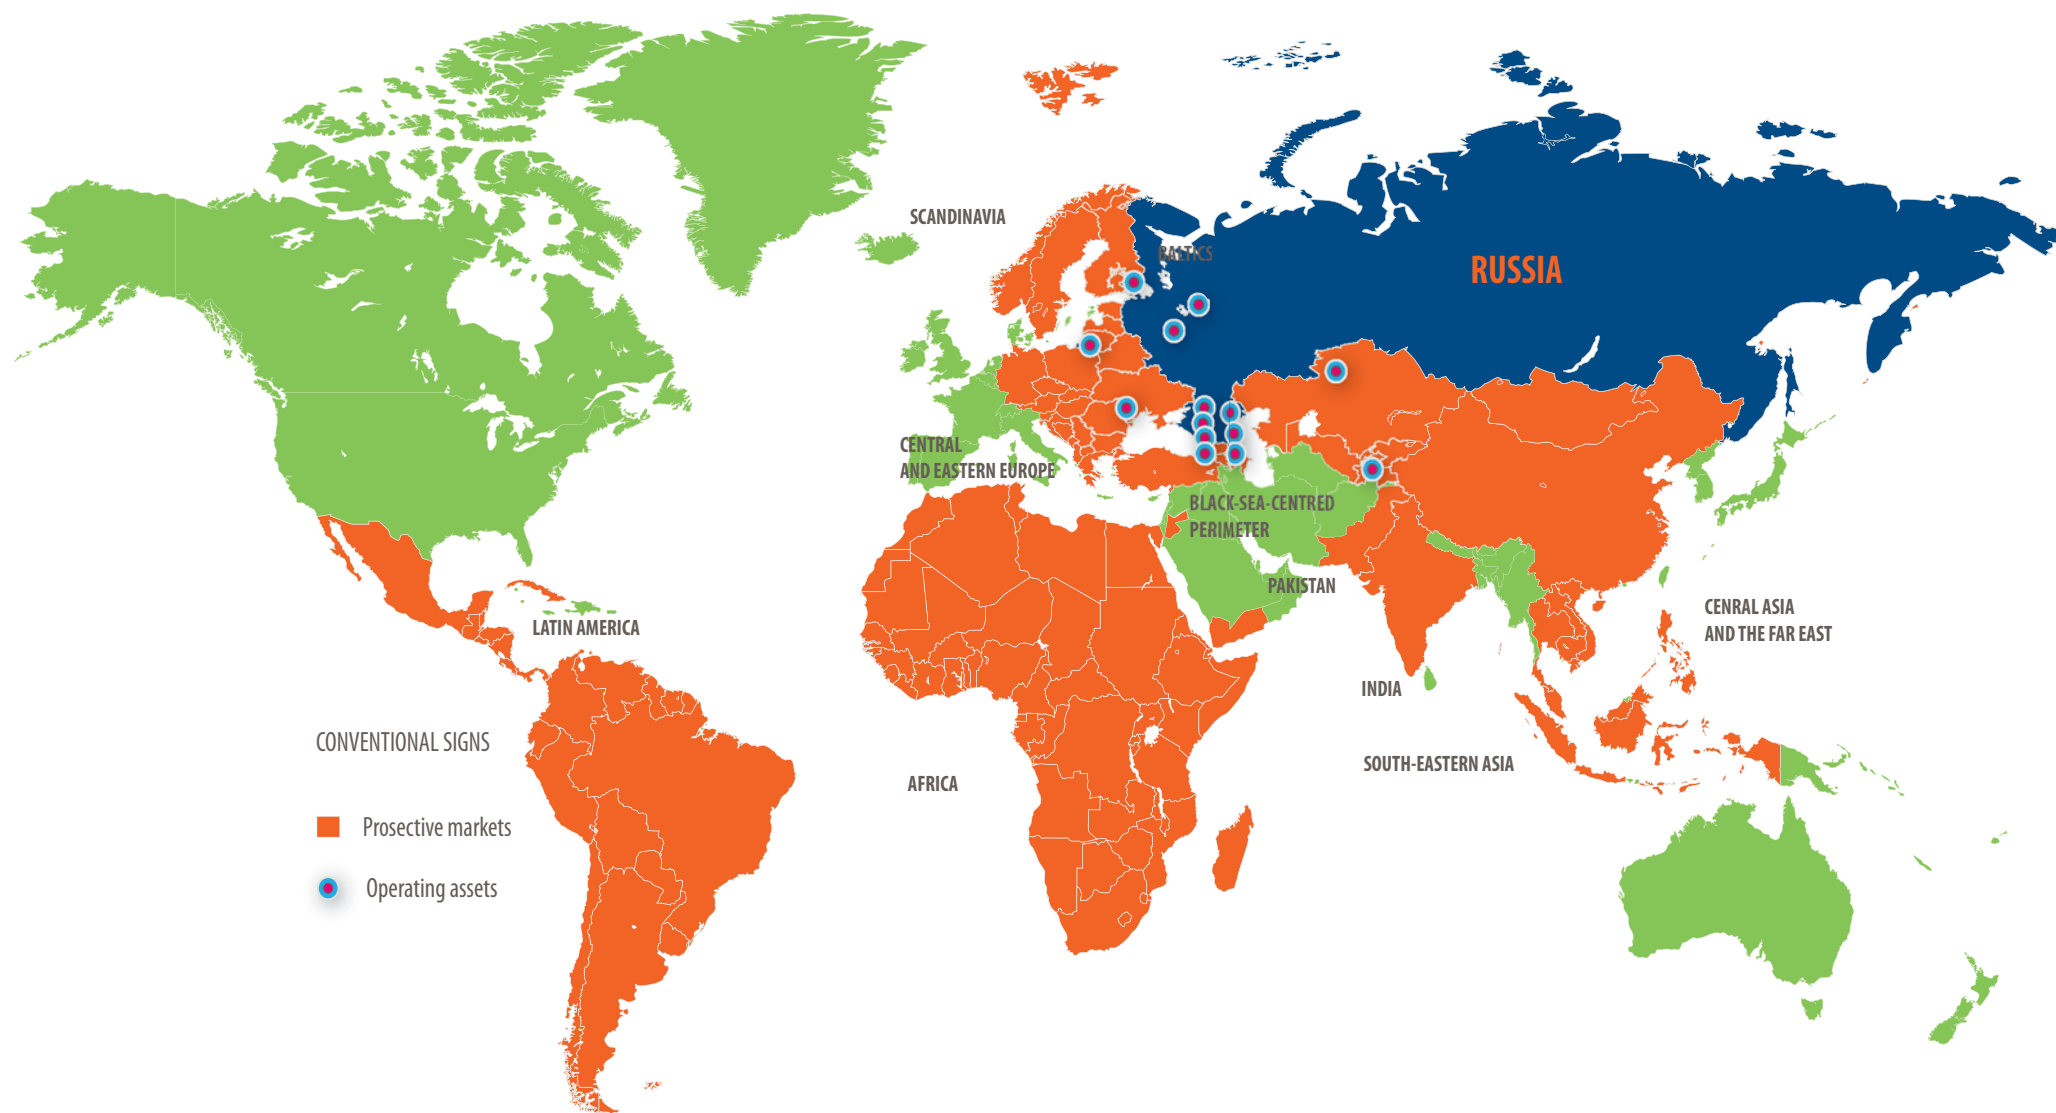 SCANDINAVIA
BALTICS
RUSSIA
CENTRAL
AND EASTERN EUROPE
BLACK-SEA-CENTRED
PERIMETER
PAKISTAN
CENRAL ASIA
AND THE FAR EAST
LATIN AMERICA
INDIA
CONVENTIONAL SIGNS
SOUTH-EASTERN ASIA
AFRICA
Prosective markets
Operating assets